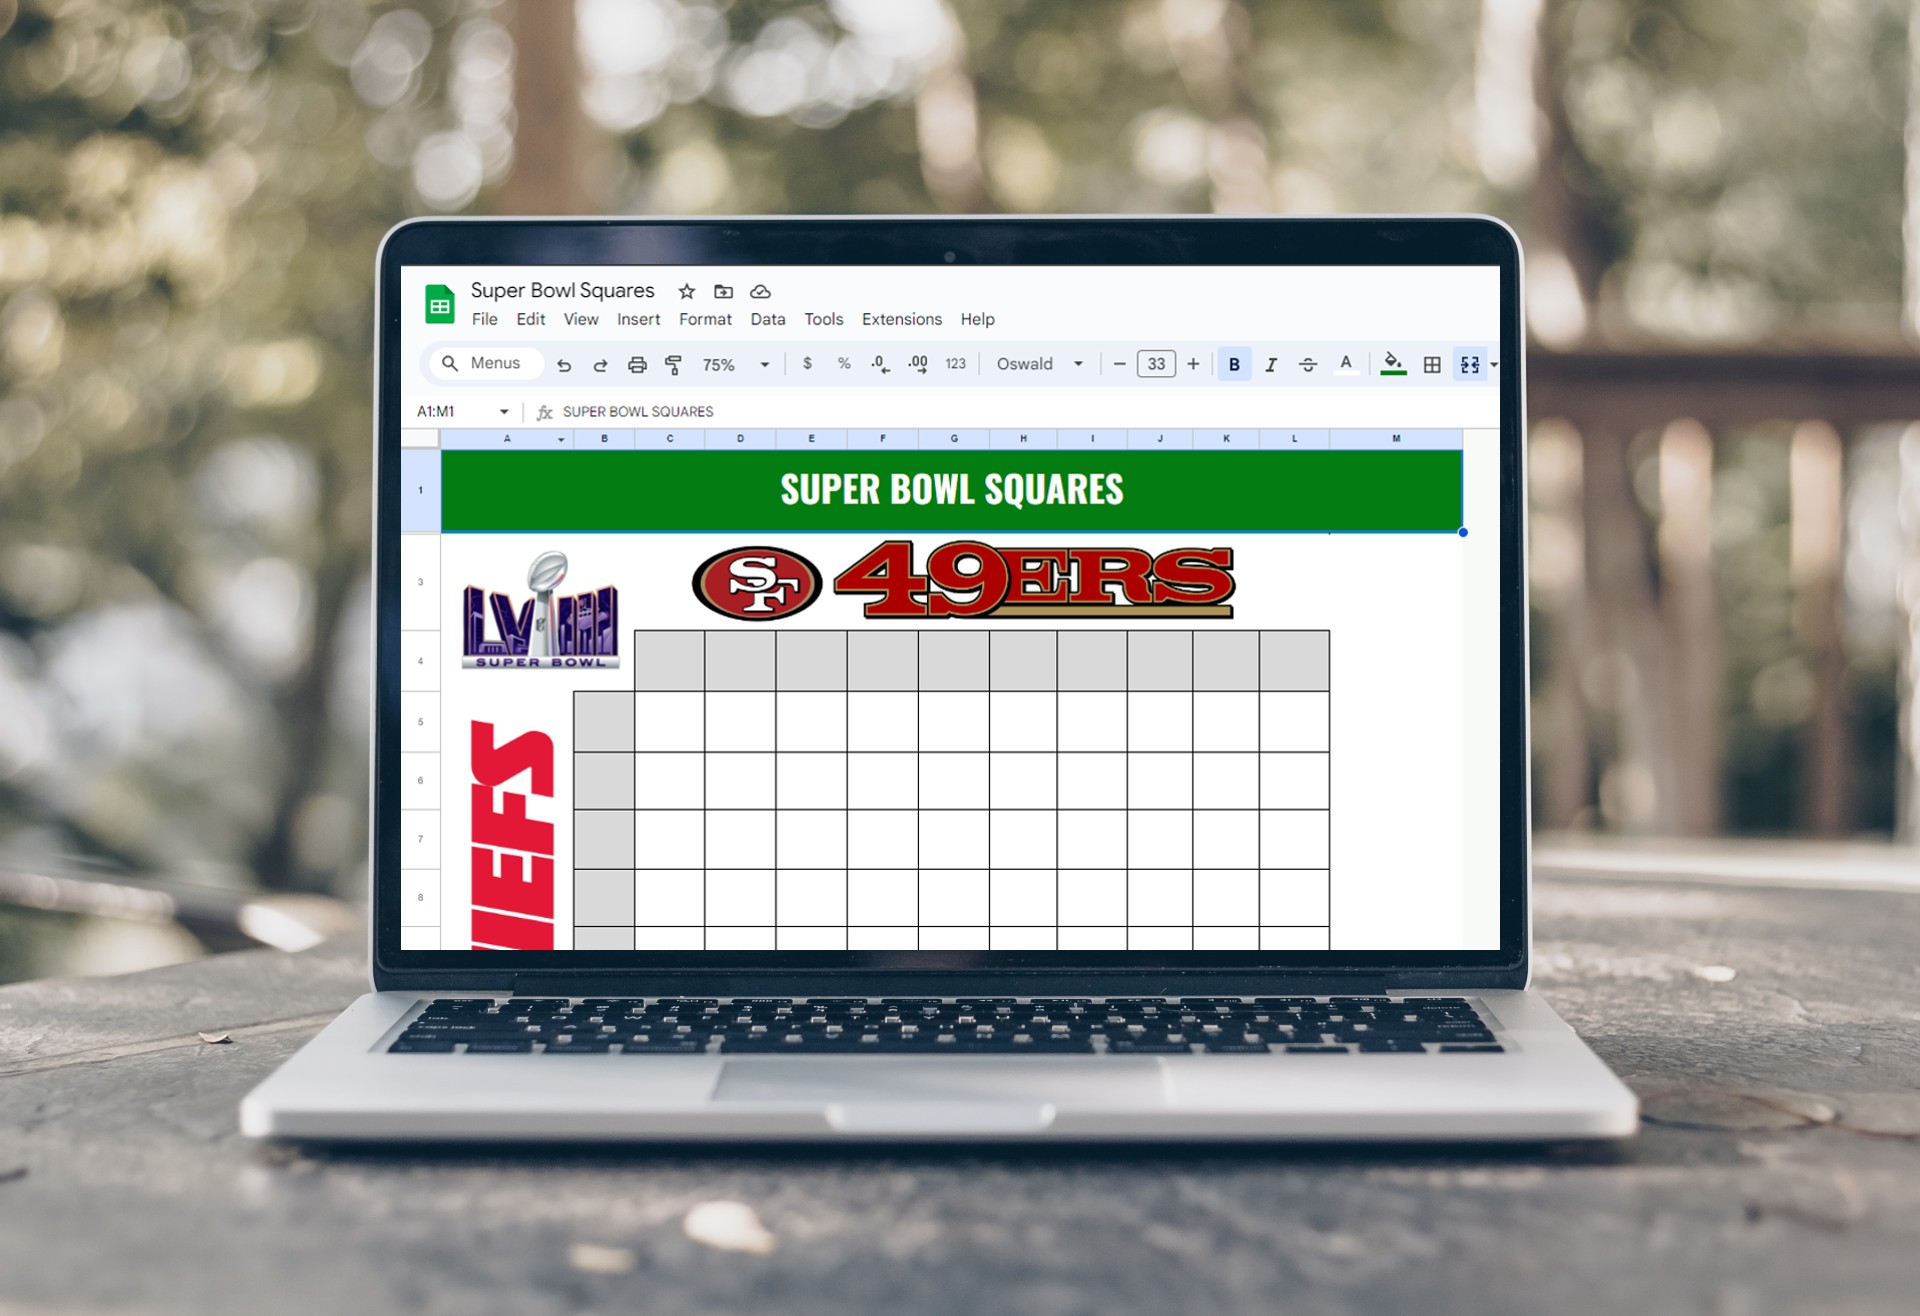 Super Bowl Squares
File Edit View Insert Format Data Tools Extensions Help
Menus 75% $ % .0 .00 123 Oswald − 33 + B I S A
A1:M1 fx SUPER BOWL SQUARES
A B C D E F G H I J K L M
1 SUPER BOWL SQUARES
3
SF 49ERS
LVIII
SUPER BOWL
4
5
6
7
8
IEFS